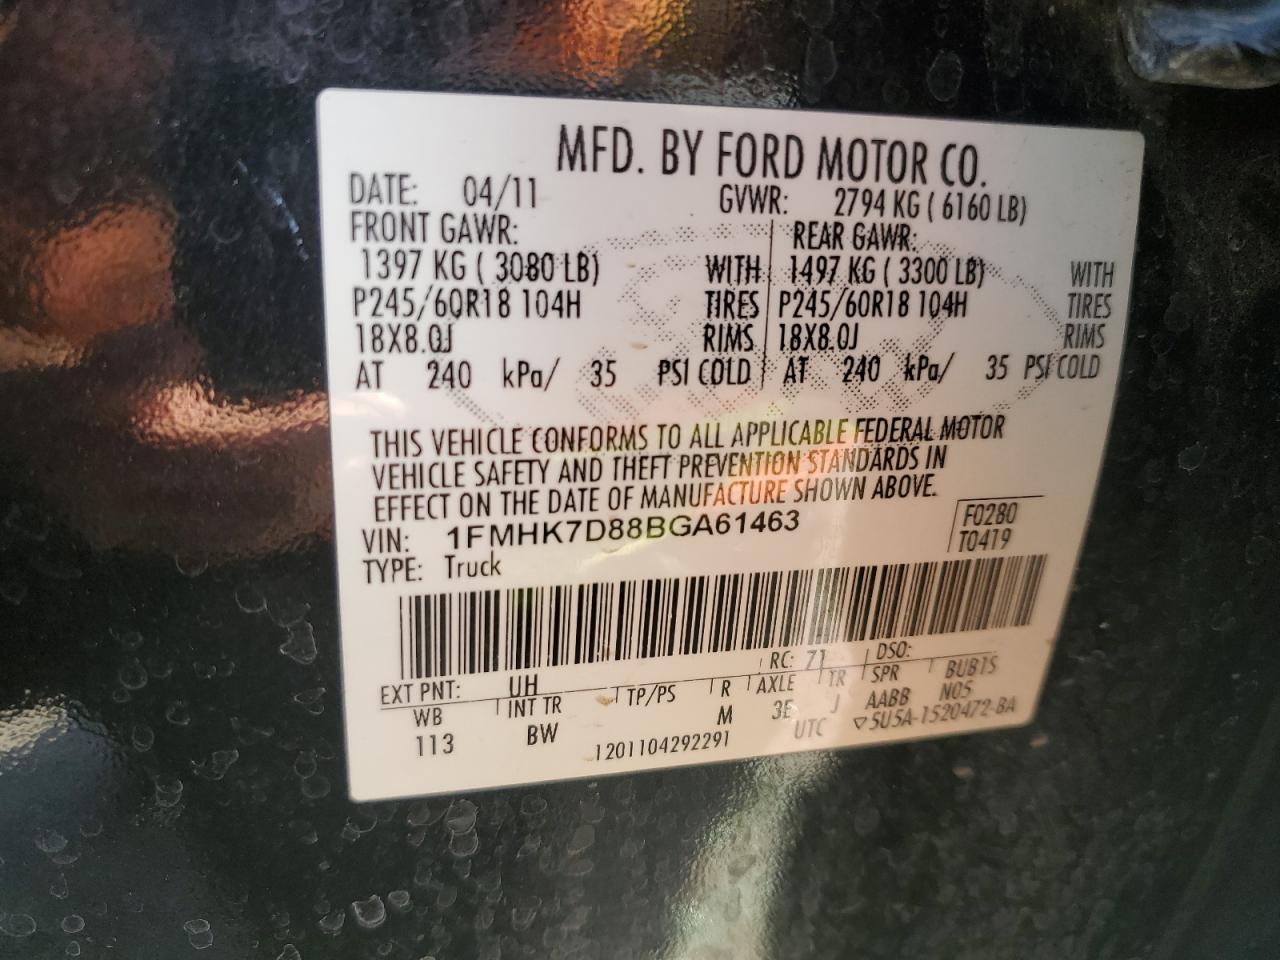 MFD. BY FORD MOTOR CO.
DATE: 04/11 GVWR: 2794 KG ( 6160 LB)
FRONT GAWR: REAR GAWR:
1397 KG ( 3080 LB) WITH 1497 KG ( 3300 LB) WITH
P245/60R18 104H TIRES P245/60R18 104H TIRES
18X8.0J RIMS 18X8.0J RIMS
AT 240 kPa/ 35 PSI COLD AT 240 kPa/ 35 PSI COLD
THIS VEHICLE CONFORMS TO ALL APPLICABLE FEDERAL MOTOR
VEHICLE SAFETY AND THEFT PREVENTION STANDARDS IN
EFFECT ON THE DATE OF MANUFACTURE SHOWN ABOVE.
VIN: 1FMHK7D88BGA61463 F0280
TYPE: Truck T0419
EXT PNT: UH RC: 71 DSO:
WB INT TR TP/PS R AXLE TR SPR BUB1S
113 BW M 3E J AABB N05
1201104292291 UTC ▽5U5A-1520472-BA